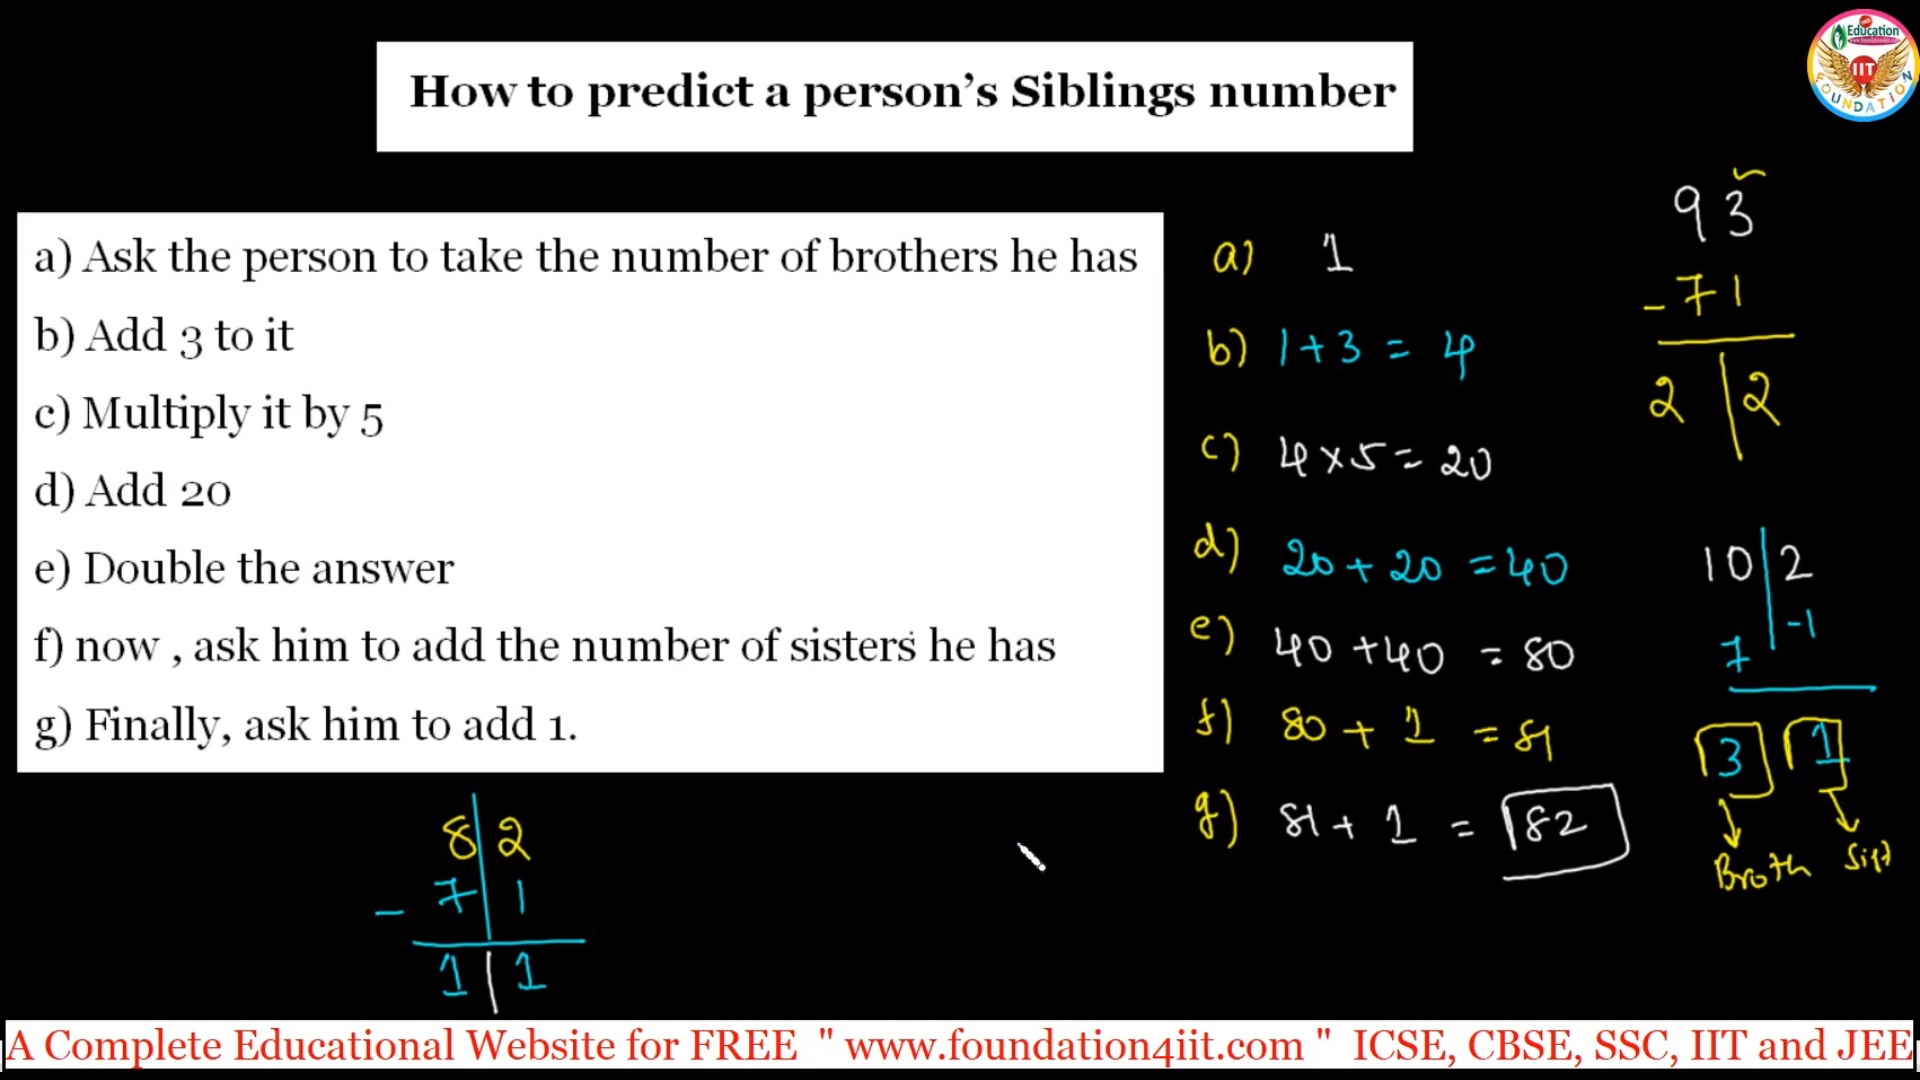 How to predict a person's Siblings number
Education
www.foundation4iit.com
IIT
FOUNDATION
a) Ask the person to take the number of brothers he has
b) Add 3 to it
c) Multiply it by 5
d) Add 20
e) Double the answer
f) now , ask him to add the number of sisters he has
g) Finally, ask him to add 1.
a) 1
b) 1 + 3 = 4
c) 4 × 5 = 20
d) 20 + 20 = 40
e) 40 + 40 = 80
f) 80 + 1 = 81
g) 81 + 1 = 82
93
- 71
2 | 2
10 | 2
7 | -1
3 1
Broth Sist
8 | 2
- 7 | 1
1 | 1
A Complete Educational Website for FREE " www.foundation4iit.com " ICSE, CBSE, SSC, IIT and JEE